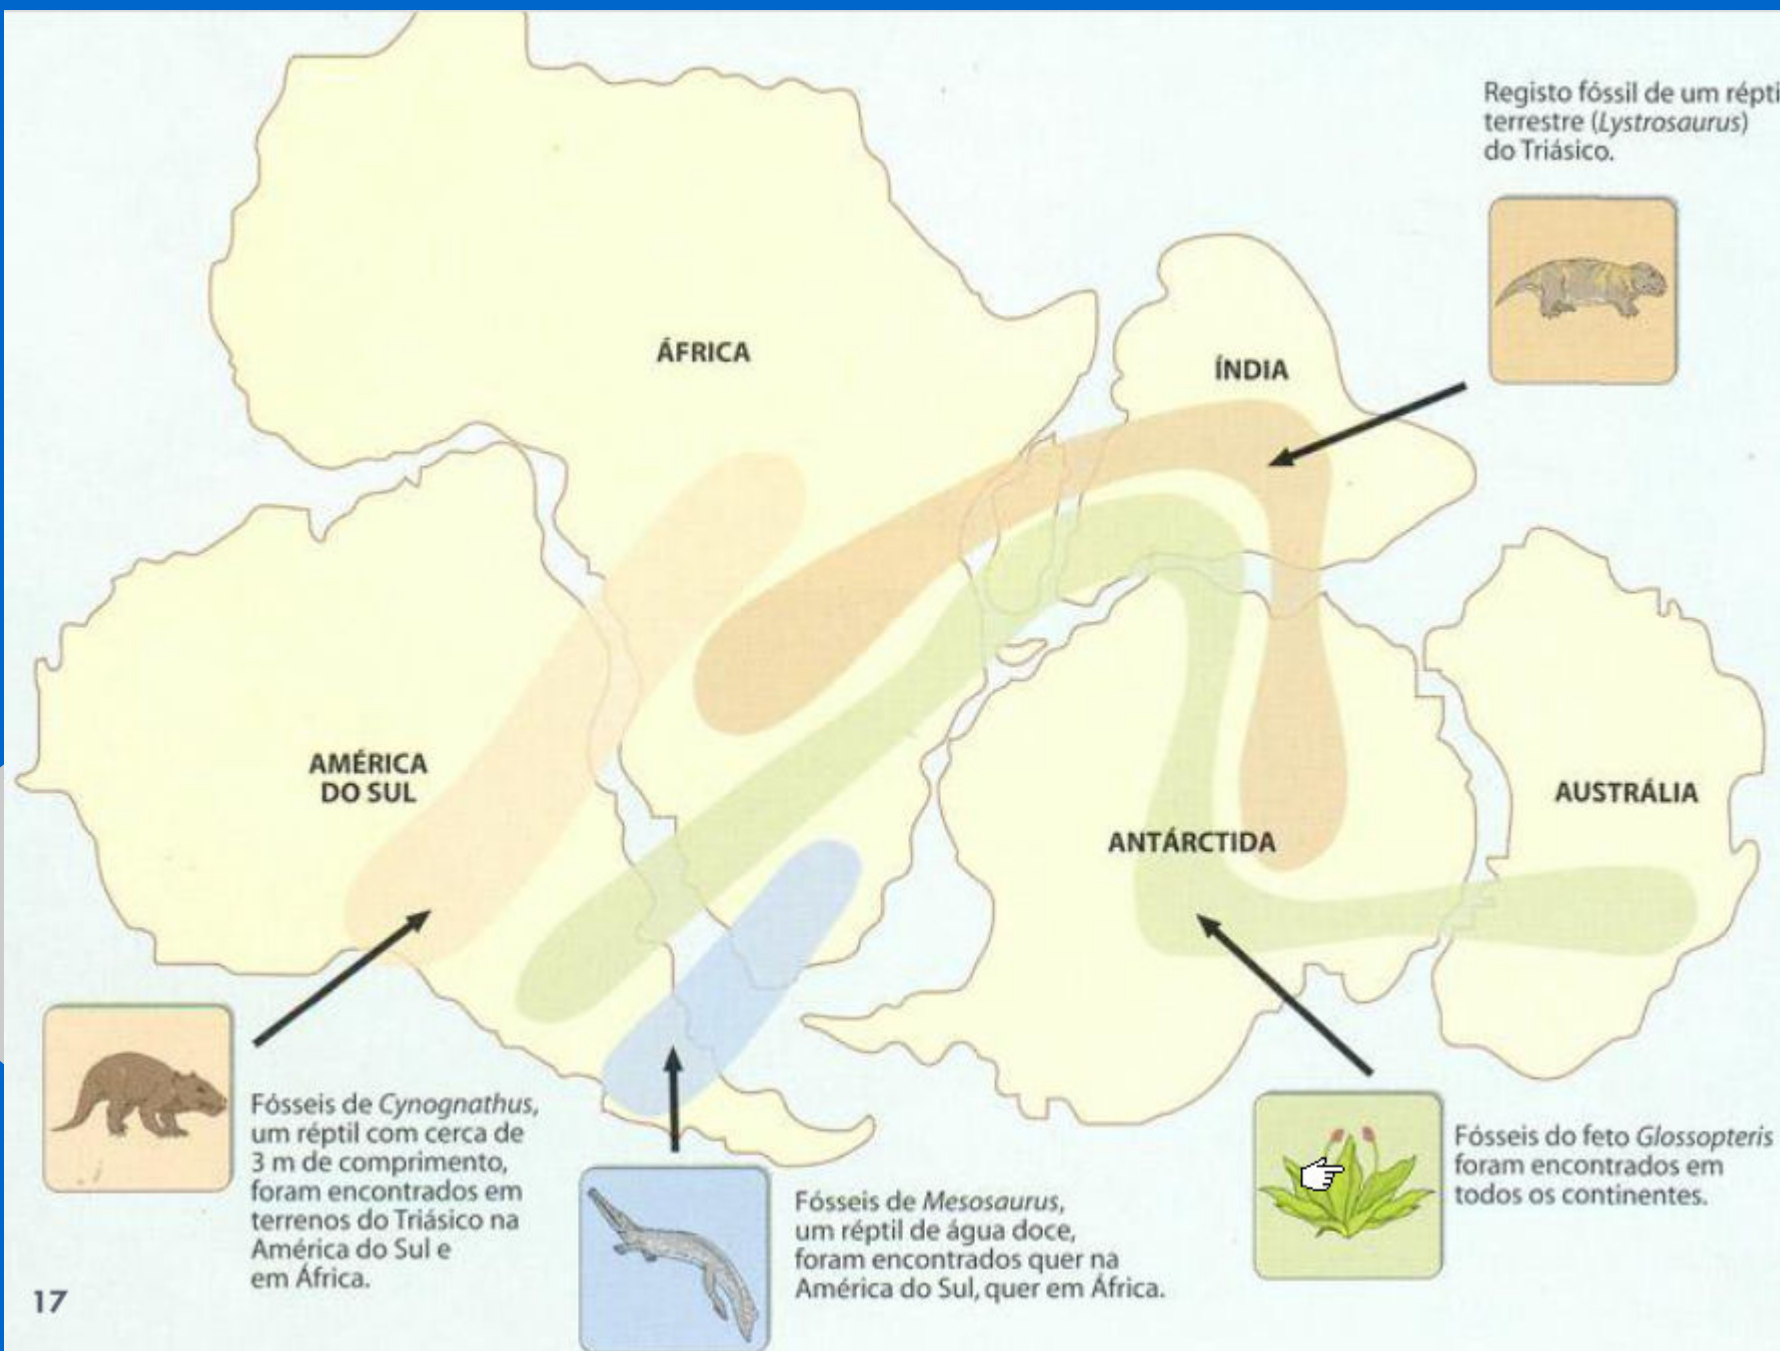 Registo fóssil de um répti
terrestre (Lystrosaurus)
do Triásico.
ÁFRICA
ÍNDIA
AMÉRICA
DO SUL
ANTÁRCTIDA
AUSTRÁLIA
Fósseis de Cynognathus,
um réptil com cerca de
3 m de comprimento,
foram encontrados em
terrenos do Triásico na
América do Sul e
em África.
Fósseis de Mesosaurus,
um réptil de água doce,
foram encontrados quer na
América do Sul, quer em África.
Fósseis do feto Glossopteris
foram encontrados em
todos os continentes.
17